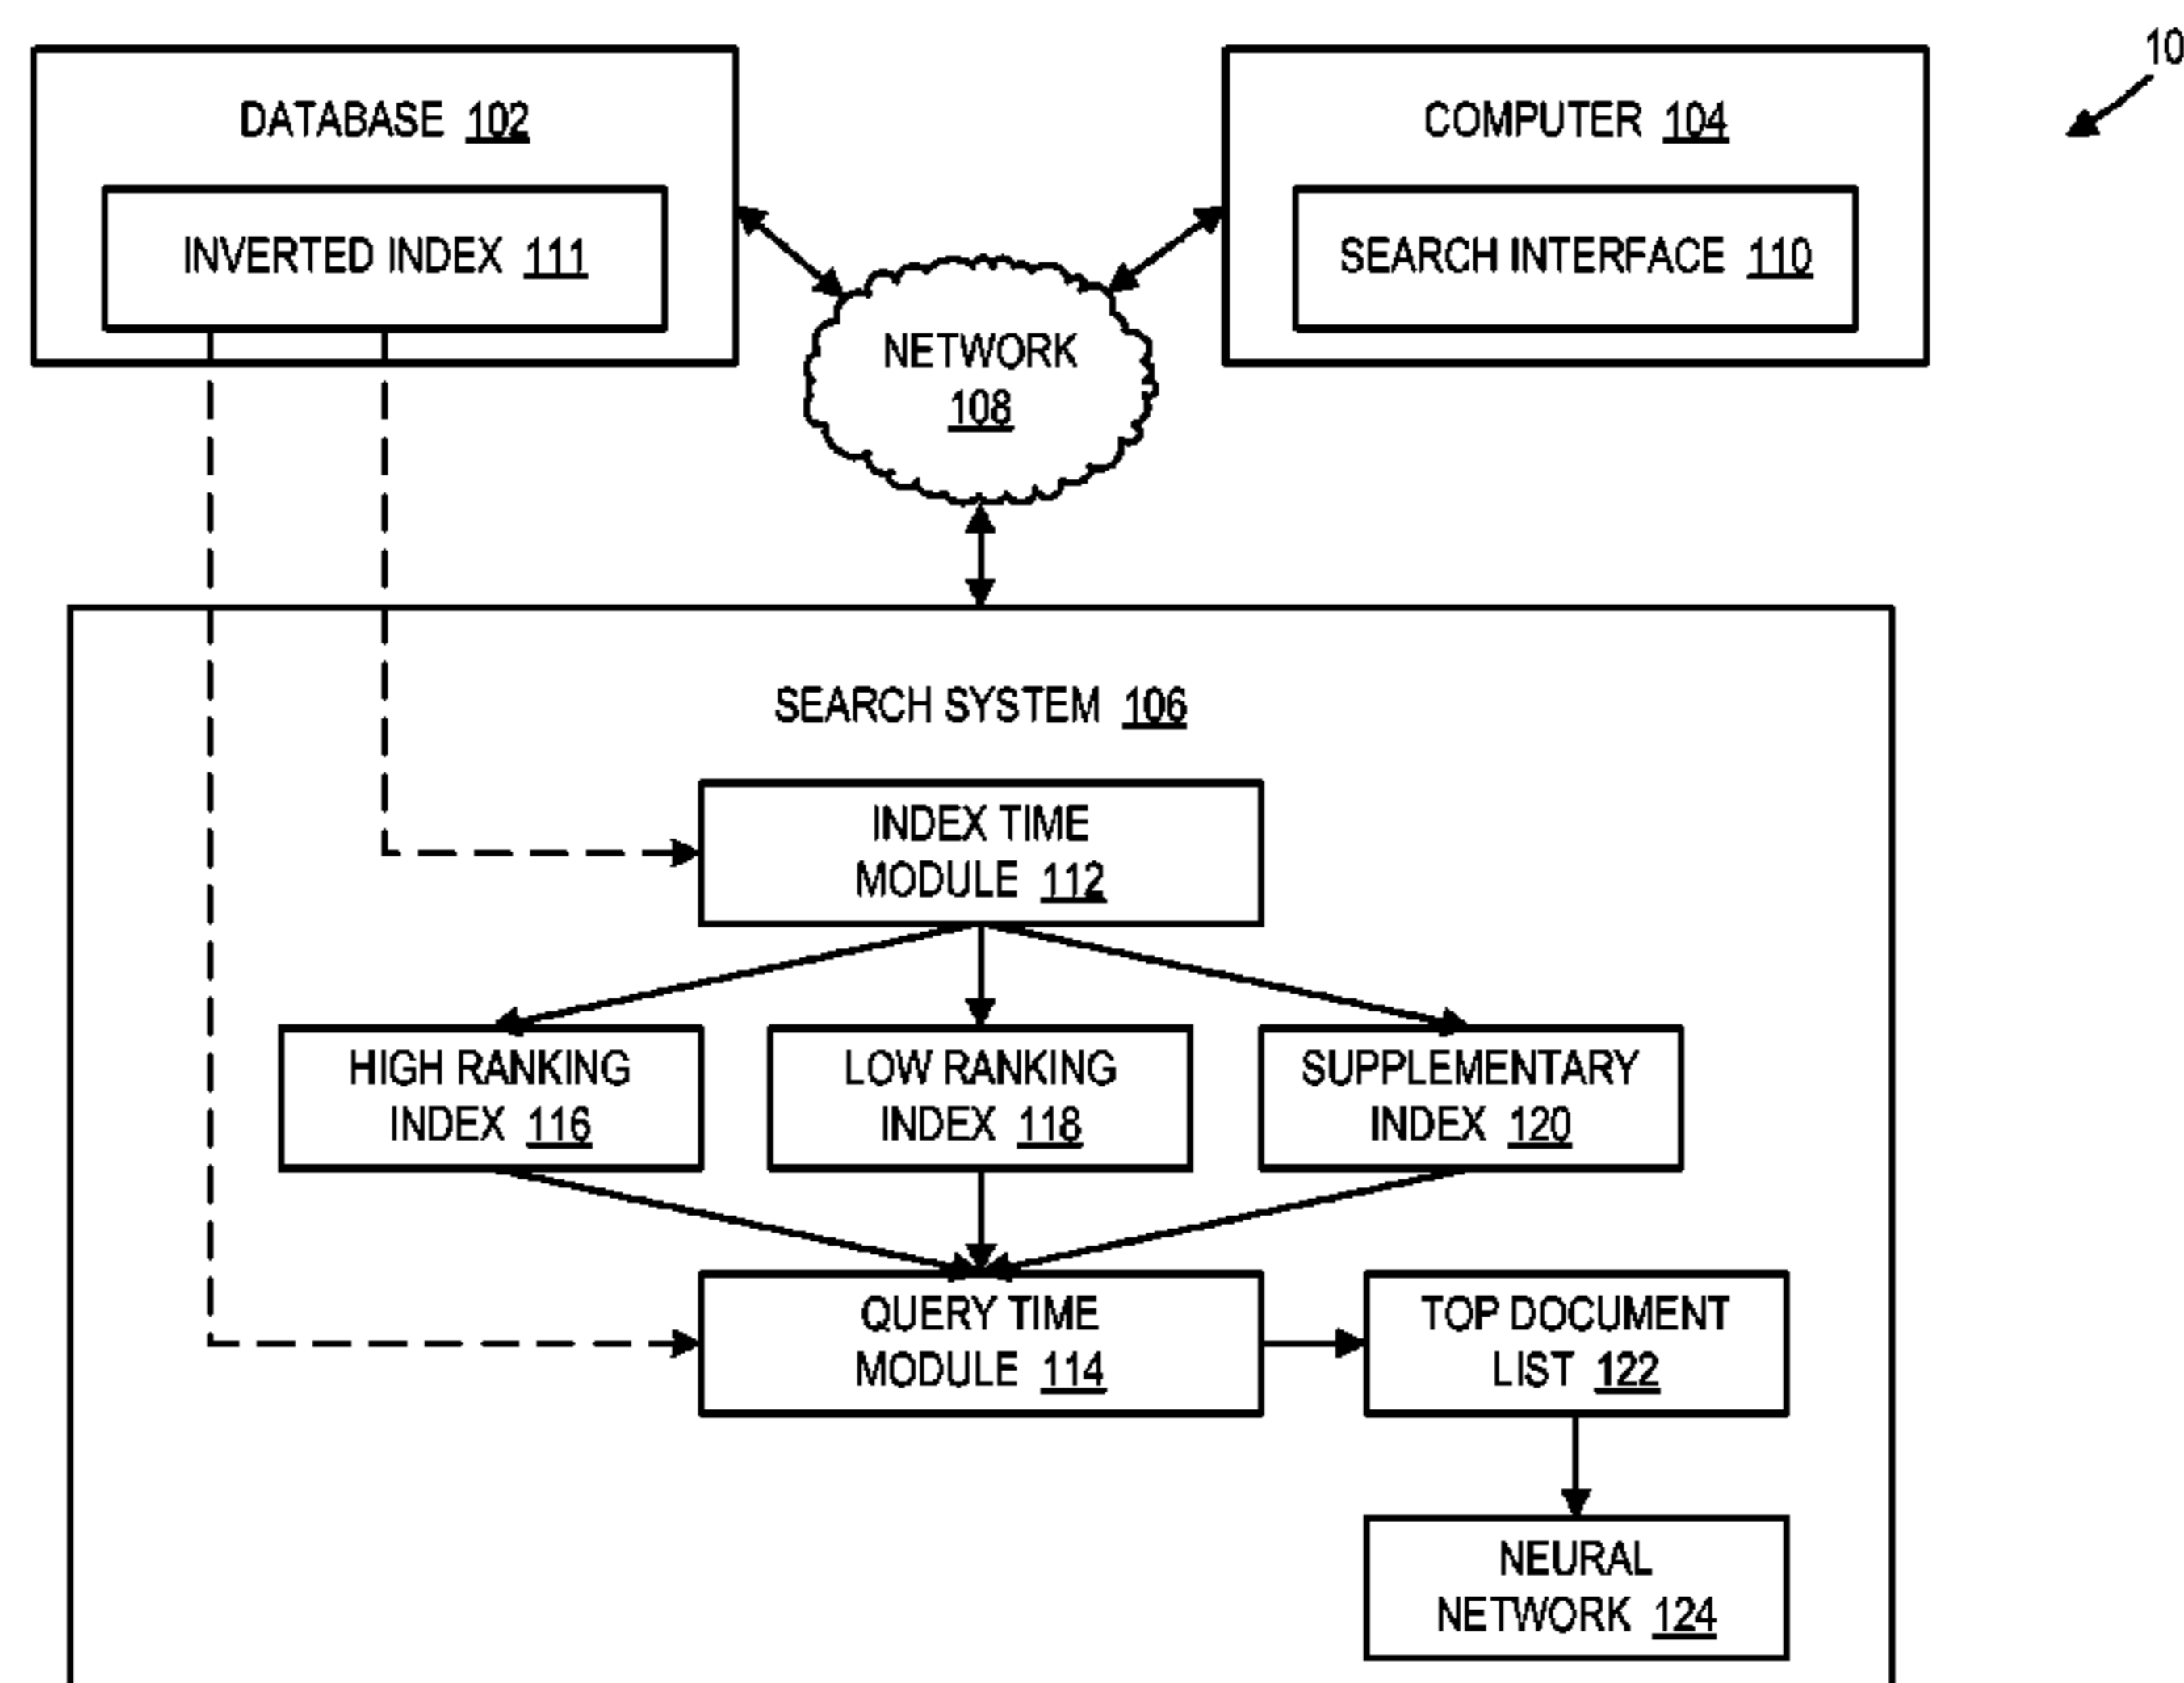 10
DATABASE 102
COMPUTER 104
INVERTED INDEX 111
SEARCH INTERFACE 110
NETWORK
108
SEARCH SYSTEM 106
INDEX TIME
MODULE 112
HIGH RANKING
INDEX 116
LOW RANKING
INDEX 118
SUPPLEMENTARY
INDEX 120
QUERY TIME
MODULE 114
TOP DOCUMENT
LIST 122
NEURAL
NETWORK 124